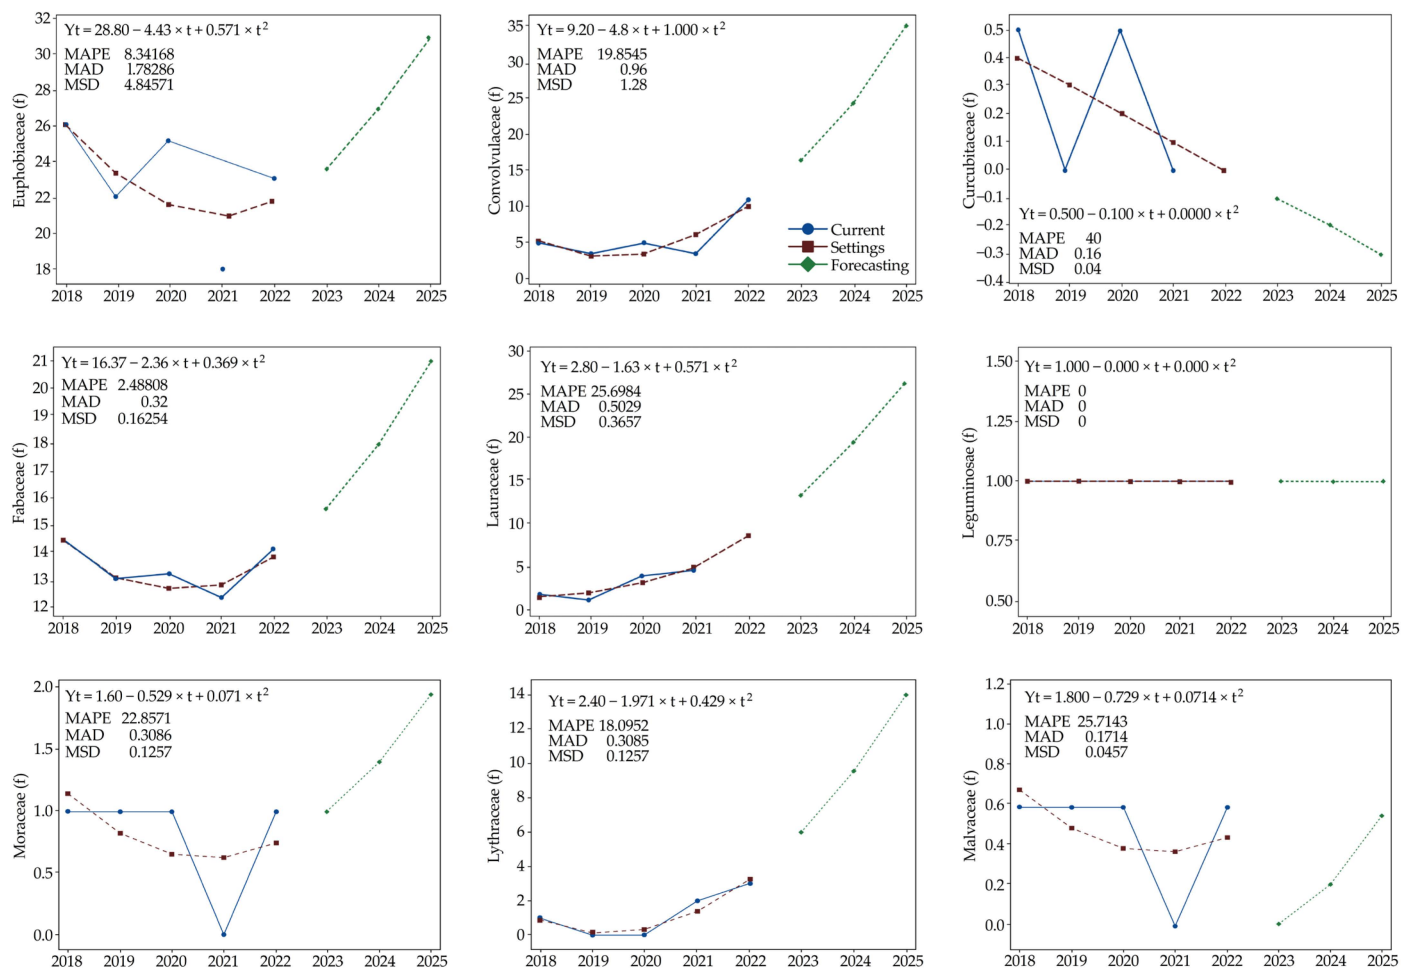 Euphobiaceae (f)
Yt = 28.80 – 4.43 × t + 0.571 × t²
MAPE 8.34168
MAD 1.78286
MSD 4.84571
32
30
28
26
24
22
20
18
2018 2019 2020 2021 2022 2023 2024 2025
Convolvulaceae (f)
Yt = 9.20 – 4.8 × t + 1.000 × t²
MAPE 19.8545
MAD 0.96
MSD 1.28
35
30
25
20
15
10
5
0
Current
Settings
Forecasting
2018 2019 2020 2021 2022 2023 2024 2025
Curcubitaceae (f)
0.5
0.4
0.3
0.2
0.1
0.0
–0.1
–0.2
–0.3
–0.4
Yt = 0.500 – 0.100 × t + 0.0000 × t²
MAPE 40
MAD 0.16
MSD 0.04
2018 2019 2020 2021 2022 2023 2024 2025
Fabaceae (f)
Yt = 16.37 – 2.36 × t + 0.369 × t²
MAPE 2.48808
MAD 0.32
MSD 0.16254
21
20
19
18
17
16
15
14
13
12
2018 2019 2020 2021 2022 2023 2024 2025
Lauraceae (f)
Yt = 2.80 – 1.63 × t + 0.571 × t²
MAPE 25.6984
MAD 0.5029
MSD 0.3657
30
25
20
15
10
5
0
2018 2019 2020 2021 2022 2023 2024 2025
Leguminosae (f)
Yt = 1.000 – 0.000 × t + 0.000 × t²
MAPE 0
MAD 0
MSD 0
1.50
1.25
1.00
0.75
0.50
2018 2019 2020 2021 2022 2023 2024 2025
Moraceae (f)
Yt = 1.60 – 0.529 × t + 0.071 × t²
MAPE 22.8571
MAD 0.3086
MSD 0.1257
2.0
1.5
1.0
0.5
0.0
2018 2019 2020 2021 2022 2023 2024 2025
Lythraceae (f)
Yt = 2.40 – 1.971 × t + 0.429 × t²
MAPE 18.0952
MAD 0.3085
MSD 0.1257
14
12
10
8
6
4
2
0
2018 2019 2020 2021 2022 2023 2024 2025
Malvaceae (f)
Yt = 1.800 – 0.729 × t + 0.0714 × t²
MAPE 25.7143
MAD 0.1714
MSD 0.0457
1.2
1.0
0.8
0.6
0.4
0.2
0.0
2018 2019 2020 2021 2022 2023 2024 2025